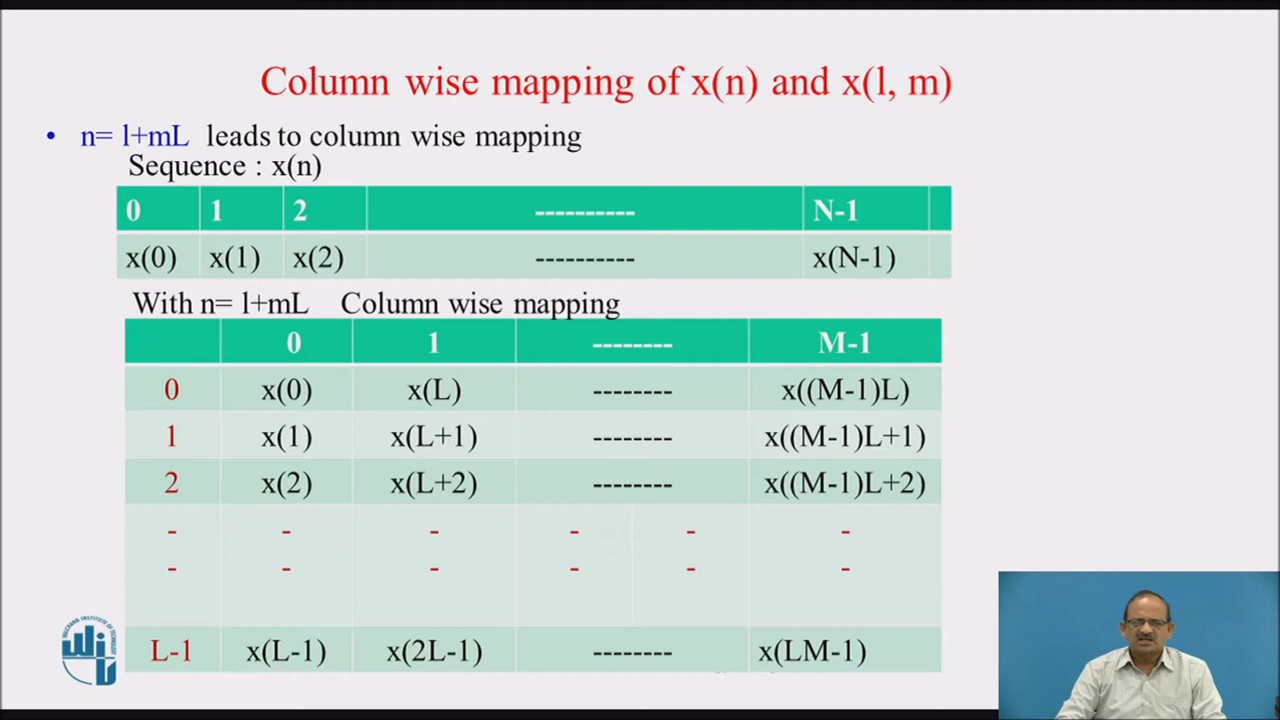 Column wise mapping of x(n) and x(l, m)
• n= l+mL leads to column wise mapping
Sequence : x(n)
0 1 2 ---------- N-1
x(0) x(1) x(2) ---------- x(N-1)
With n= l+mL Column wise mapping
0 1 -------- M-1
0 x(0) x(L) -------- x((M-1)L)
1 x(1) x(L+1) -------- x((M-1)L+1)
2 x(2) x(L+2) -------- x((M-1)L+2)
- - - - - -
- - - - - -
L-1 x(L-1) x(2L-1) -------- x(LM-1)
WIT